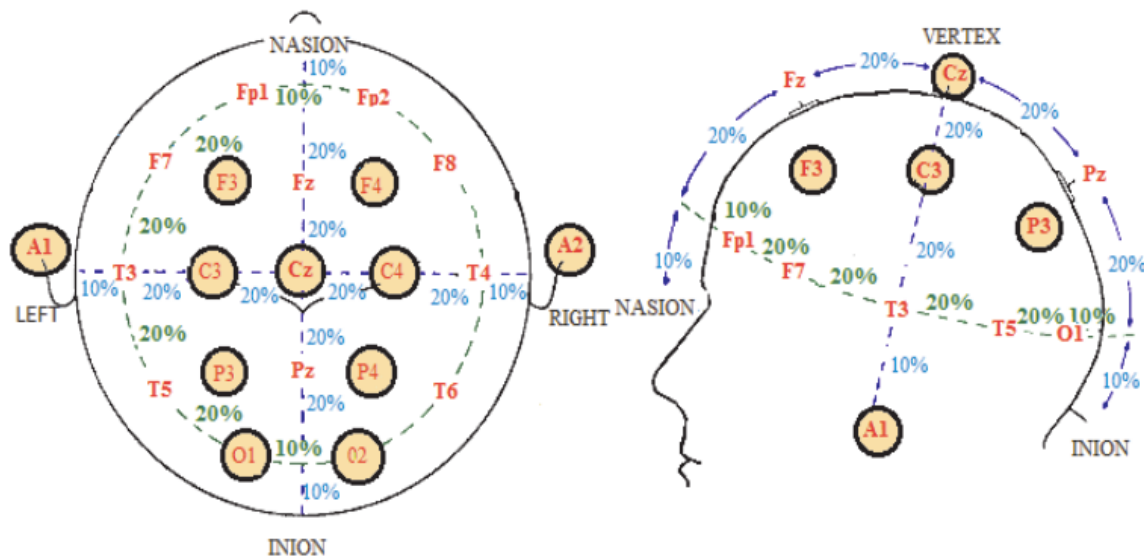 NASION
10%
Fp1 10% Fp2
20%
F7 20% F8
F3 Fz F4
20% 20%
A1 A2
T3 C3 Cz C4 T4
10% 20% 20% 20% 20% 10%
LEFT RIGHT
20% 20%
P3 Pz P4
T5 T6
20% 20%
O1 10% 02
10%
INION
VERTEX
20% Cz
Fz
20% 20% 20%
F3 C3 Pz
10% P3
Fp1 20% 20% 20%
10% F7 20%
NASION T3 20% T5 20% 10% O1
10% 10%
A1
INION